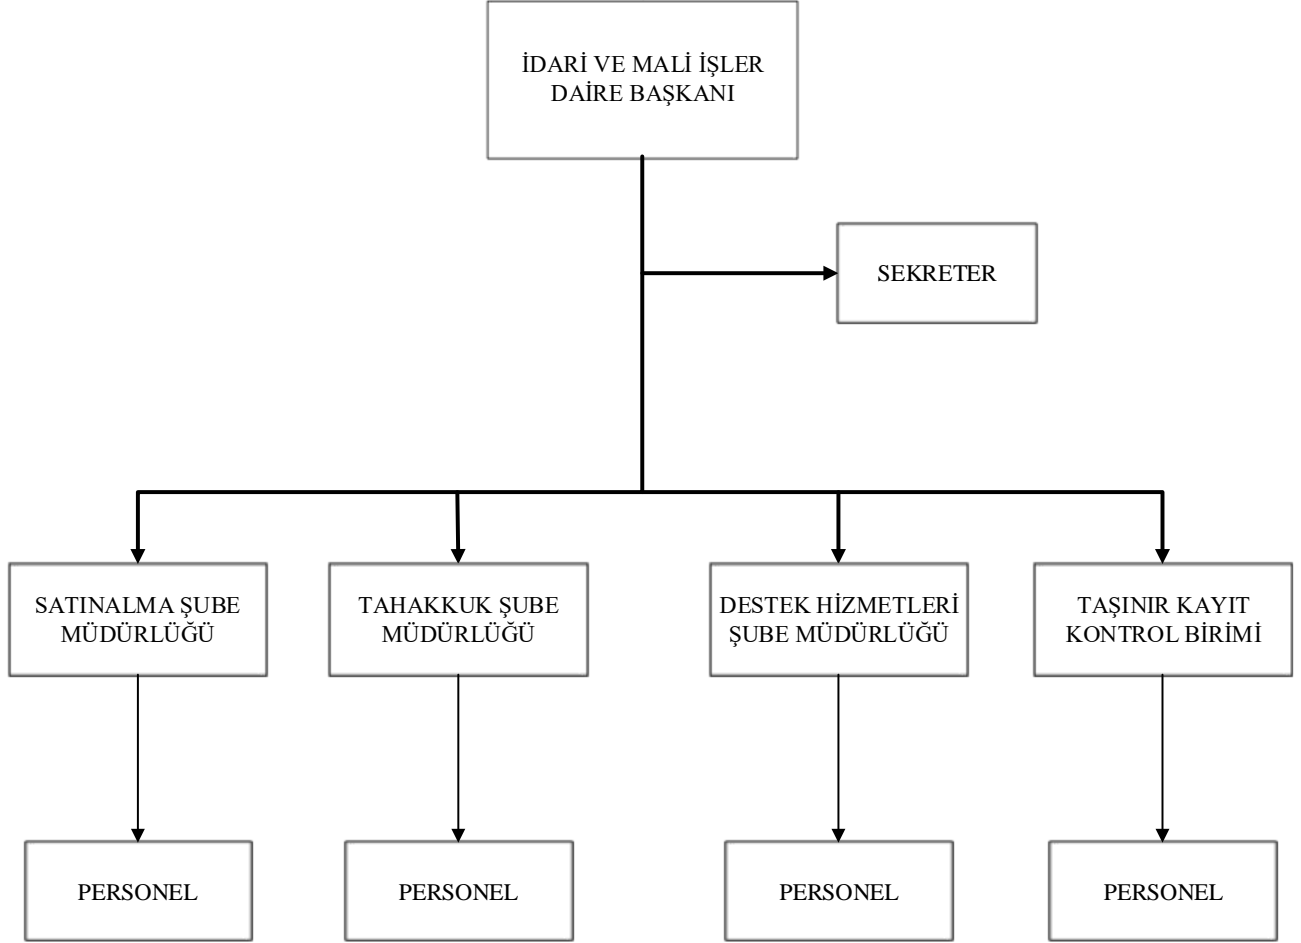 İDARİ VE MALİ İŞLER
DAİRE BAŞKANI
SEKRETER
SATINALMA ŞUBE
MÜDÜRLÜĞÜ
TAHAKKUK ŞUBE
MÜDÜRLÜĞÜ
DESTEK HİZMETLERİ
ŞUBE MÜDÜRLÜĞÜ
TAŞINIR KAYIT
KONTROL BİRİMİ
PERSONEL
PERSONEL
PERSONEL
PERSONEL